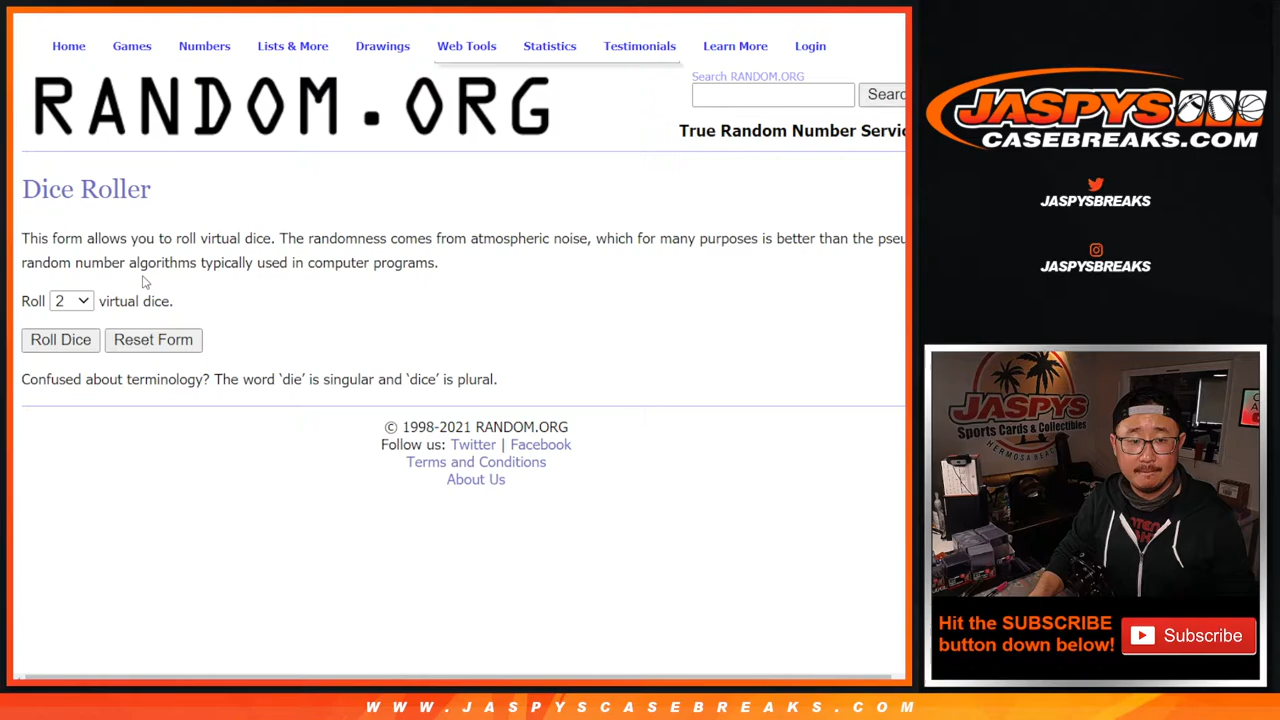 Home Games Numbers Lists & More Drawings Web Tools Statistics Testimonials Learn More Login
Search RANDOM.ORG
RANDOM.ORG
Searc
True Random Number Servic
Dice Roller
This form allows you to roll virtual dice. The randomness comes from atmospheric noise, which for many purposes is better than the pseu
random number algorithms typically used in computer programs.
Roll 2 virtual dice.
Roll Dice Reset Form
Confused about terminology? The word ‘die’ is singular and ‘dice’ is plural.
© 1998-2021 RANDOM.ORG
Follow us: Twitter | Facebook
Terms and Conditions
About Us
JASPYS
CASEBREAKS.COM
JASPYSBREAKS
JASPYSBREAKS
JASPYS
Sports Cards & Collectibles
HERMOSA BEACH
Hit the SUBSCRIBE
button down below!
Subscribe
WWW.JASPYSCASEBREAKS.COM